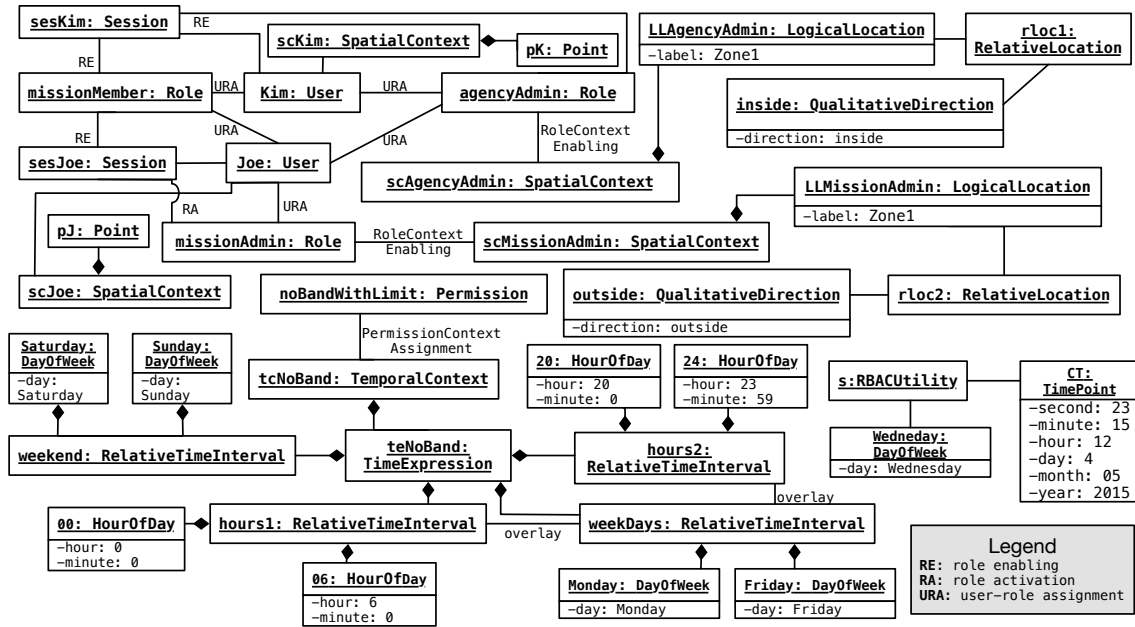 sesKim: Session
RE
scKim: SpatialContext
pK: Point
LLAgencyAdmin: LogicalLocation
−label: Zone1
rloc1:
RelativeLocation
RE
missionMember: Role
URA
Kim: User
URA
agencyAdmin: Role
inside: QualitativeDirection
−direction: inside
RE
URA
URA
RoleContext
Enabling
sesJoe: Session
Joe: User
scAgencyAdmin: SpatialContext
LLMissionAdmin: LogicalLocation
−label: Zone1
RA
URA
pJ: Point
missionAdmin: Role
RoleContext
Enabling
scMissionAdmin: SpatialContext
scJoe: SpatialContext
noBandWithLimit: Permission
outside: QualitativeDirection
−direction: outside
rloc2: RelativeLocation
PermissionContext
Assignment
Saturday:
DayOfWeek
−day:
Saturday
Sunday:
DayOfWeek
−day:
Sunday
tcNoBand: TemporalContext
20: HourOfDay
−hour: 20
−minute: 0
24: HourOfDay
−hour: 23
−minute: 59
s:RBACUtility
CT:
TimePoint
−second: 23
−minute: 15
−hour: 12
−day: 4
−month: 05
−year: 2015
weekend: RelativeTimeInterval
teNoBand:
TimeExpression
hours2:
RelativeTimeInterval
Wedneday:
DayOfWeek
−day: Wednesday
overlay
00: HourOfDay
−hour: 0
−minute: 0
hours1: RelativeTimeInterval
overlay
weekDays: RelativeTimeInterval
06: HourOfDay
−hour: 6
−minute: 0
Monday: DayOfWeek
−day: Monday
Friday: DayOfWeek
−day: Friday
Legend
RE: role enabling
RA: role activation
URA: user−role assignment